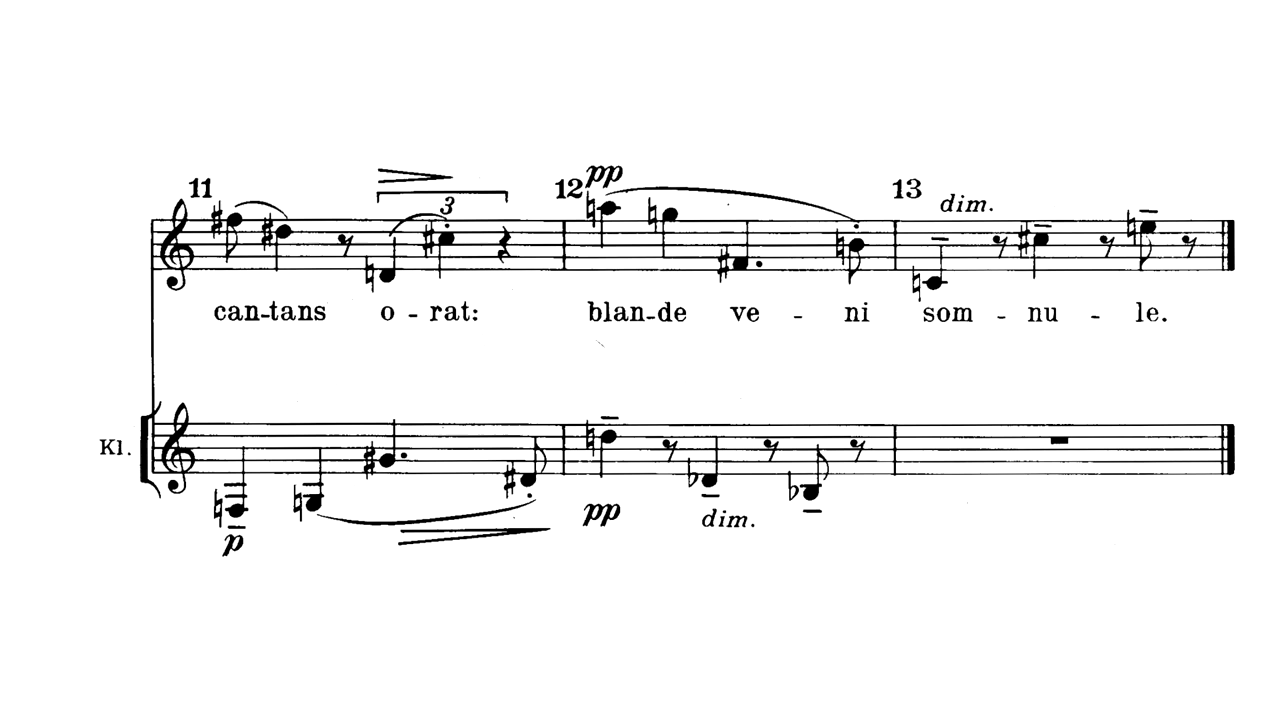 11 12 pp 13
3 dim.
can-tans o - rat: blan-de ve - ni som - nu - le.
Kl.
p pp dim.